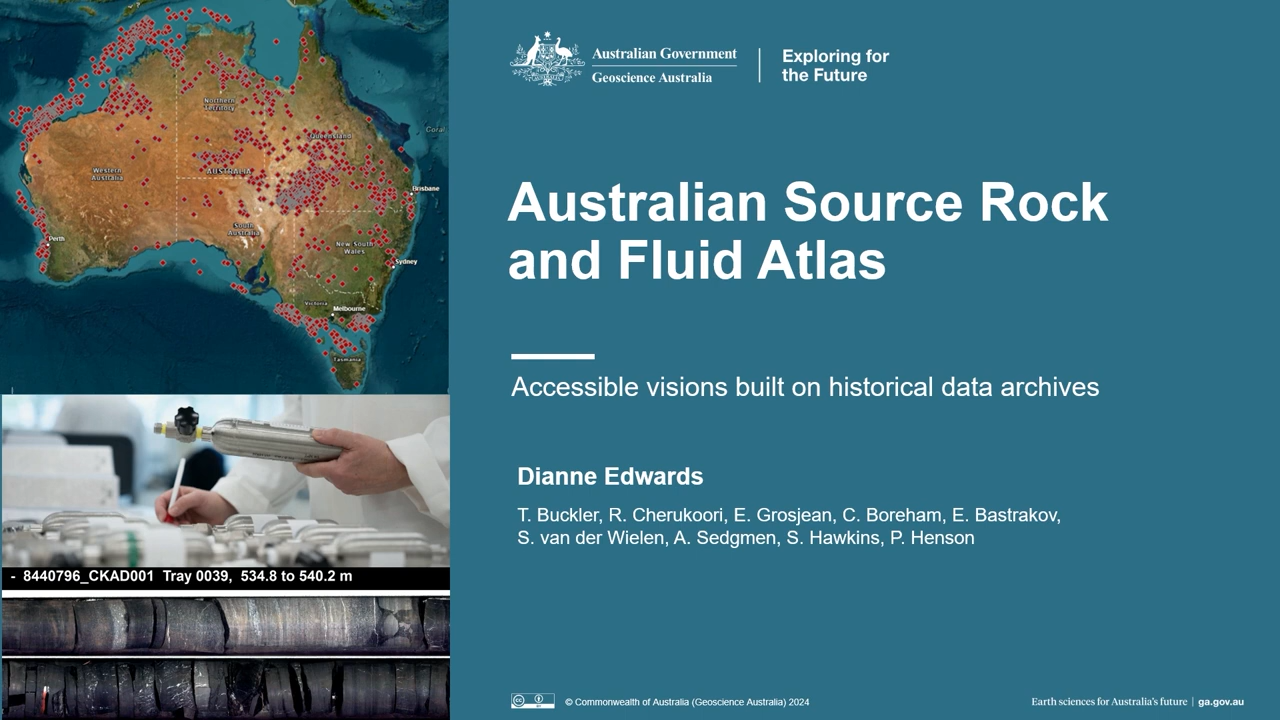 Australian Government
Geoscience Australia
Exploring for
the Future
Australian Source Rock
and Fluid Atlas
Accessible visions built on historical data archives
Dianne Edwards
T. Buckler, R. Cherukoori, E. Grosjean, C. Boreham, E. Bastrakov,
S. van der Wielen, A. Sedgmen, S. Hawkins, P. Henson
© Commonwealth of Australia (Geoscience Australia) 2024
Earth sciences for Australia's future | ga.gov.au
Northern
Territory
Queensland
Coral
Western
Australia
AUSTRALIA
Brisbane
South
Australia
Perth
New South
Wales
Sydney
Victoria
Melbourne
Tasmania
- 8440796_CKAD001 Tray 0039, 534.8 to 540.2 m